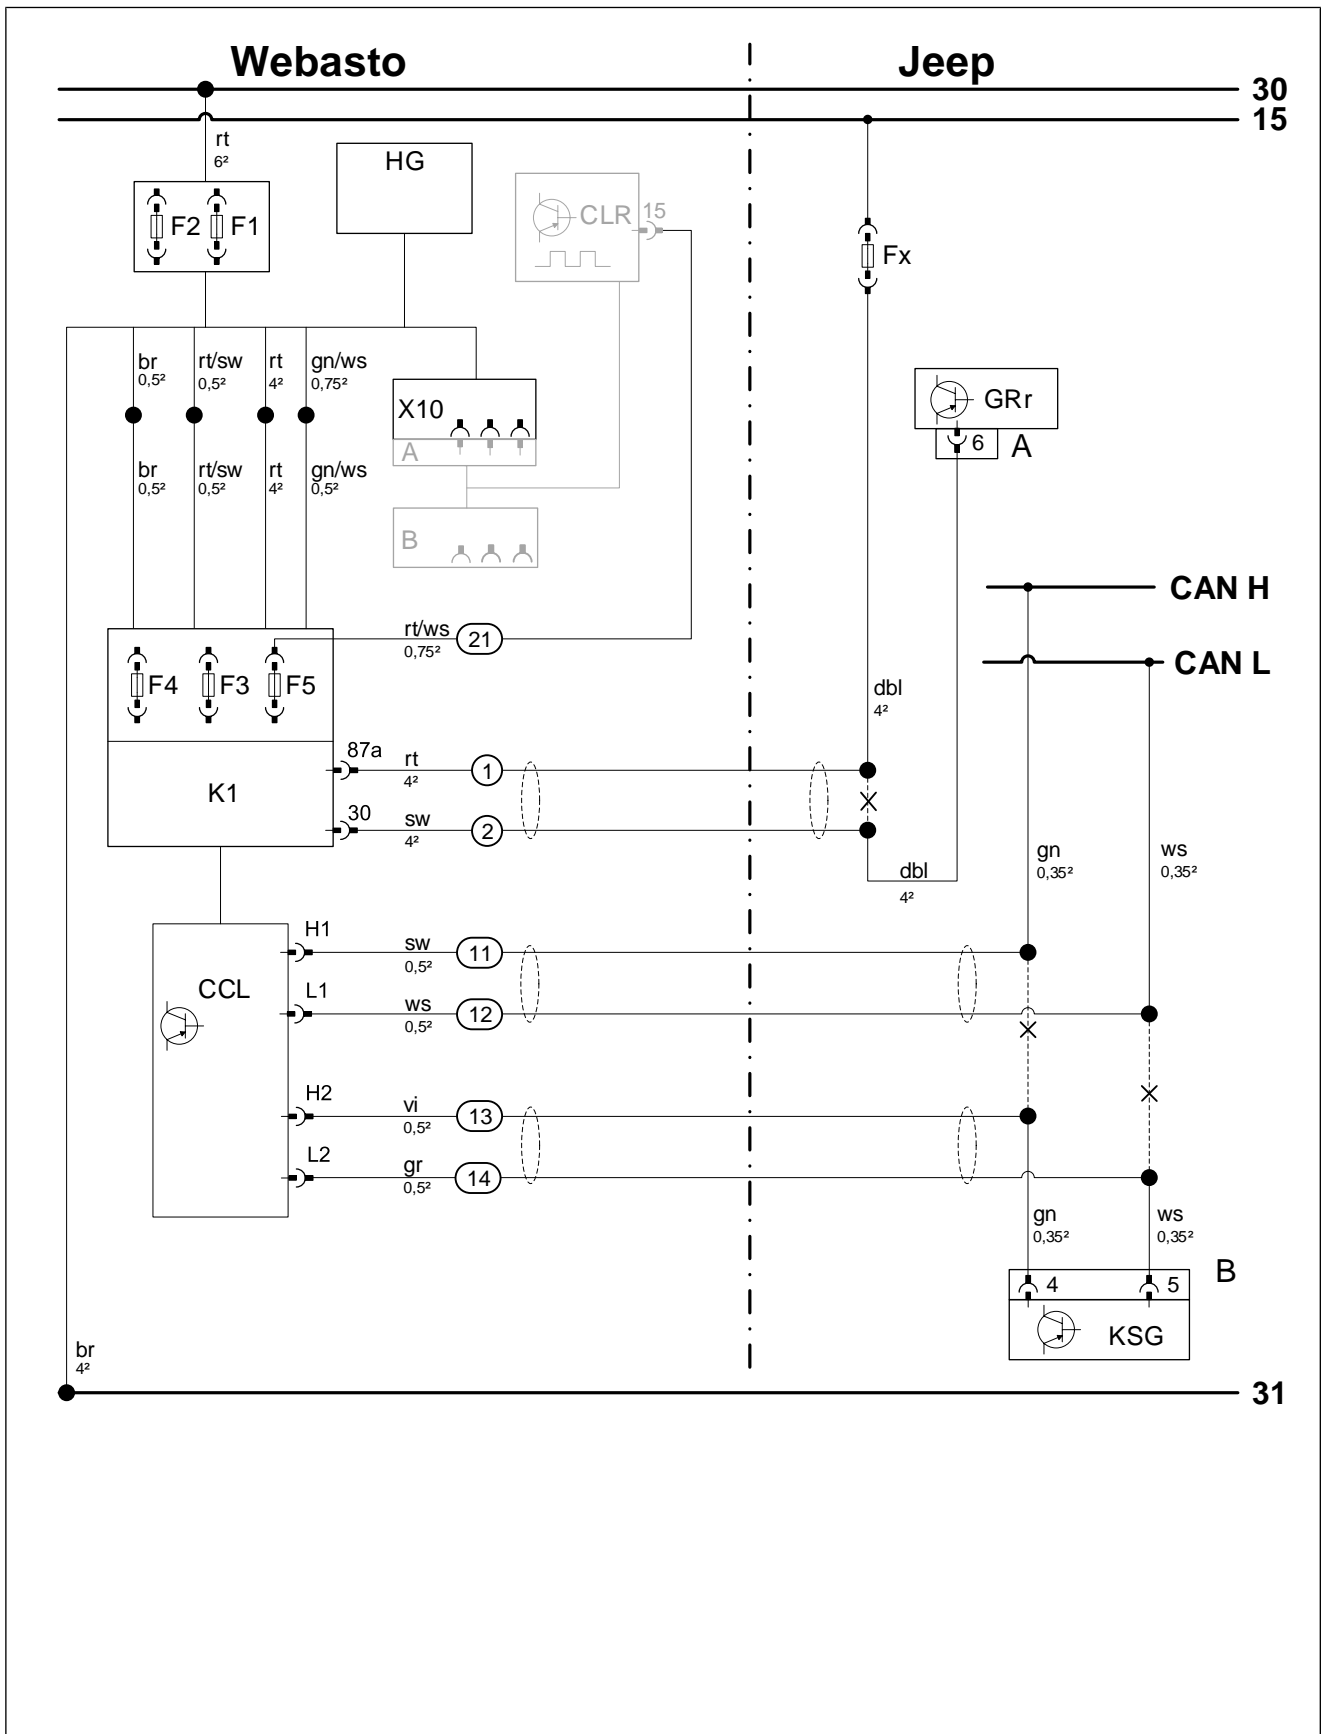 Webasto
Jeep
30
15
rt
6²
HG
CLR
15
F2
F1
Fx
br
0,5²
rt/sw
0,5²
rt
4²
gn/ws
0,75²
X10
A
GRr
6
A
br
0,5²
rt/sw
0,5²
rt
4²
gn/ws
0,5²
B
CAN H
rt/ws
0,75²
21
CAN L
F4
F3
F5
dbl
4²
87a
rt
4²
1
K1
30
sw
4²
2
gn
0,35²
ws
0,35²
dbl
4²
H1
sw
0,5²
11
CCL
L1
ws
0,5²
12
H2
vi
0,5²
13
L2
gr
0,5²
14
gn
0,35²
ws
0,35²
B
4
5
KSG
br
4²
31